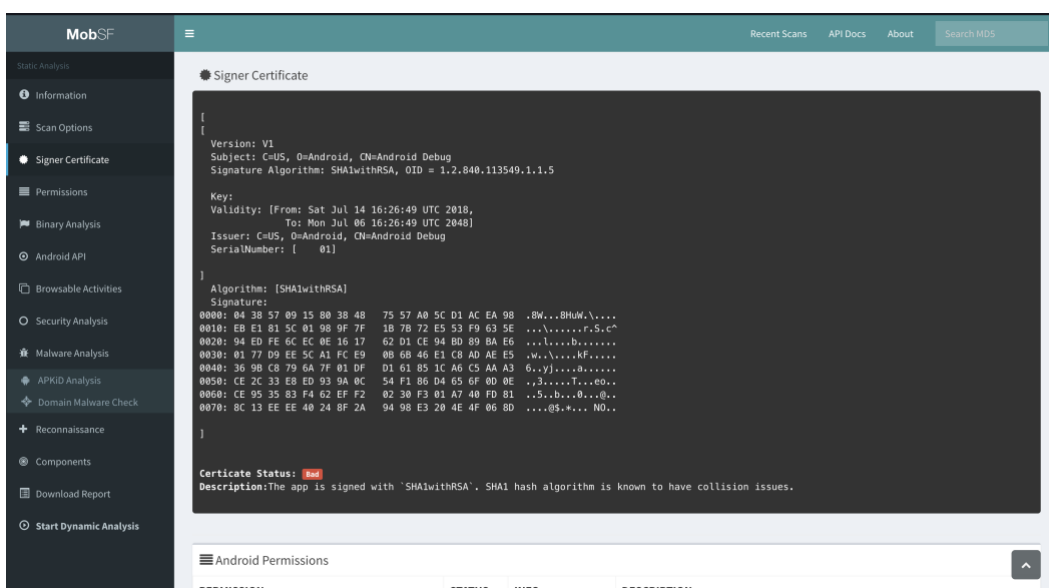 MobSF
Recent Scans
API Docs
About
Search MD5
Static Analysis
Information
Scan Options
Signer Certificate
Permissions
Binary Analysis
Android API
Browsable Activities
Security Analysis
Malware Analysis
APKiD Analysis
Domain Malware Check
Reconnaissance
Components
Download Report
Start Dynamic Analysis
Signer Certificate
[
[
Version: V1
Subject: C=US, O=Android, CN=Android Debug
Signature Algorithm: SHA1withRSA, OID = 1.2.840.113549.1.1.5
Key:
Validity: [From: Sat Jul 14 16:26:49 UTC 2018,
To: Mon Jul 06 16:26:49 UTC 2048]
Issuer: C=US, O=Android, CN=Android Debug
SerialNumber: [    01]
]
Algorithm: [SHA1withRSA]
Signature:
0000: 04 38 57 09 15 80 38 48   75 57 A0 5C D1 AC EA 98  .8W...8HuW.\....
0010: EB E1 81 5C 01 98 9F 7F   1B 7B 72 E5 53 F9 63 5E  ...\......r.S.c^
0020: 94 ED FE 6C EC 0E 16 17   62 D1 CE 94 BD 89 BA E6  ...l....b.......
0030: 01 77 D9 EE 5C A1 FC E9   0B 6B 46 E1 C8 AD AE E5  .w..\....kF.....
0040: 36 9B C8 79 6A 7F 01 DF   D1 61 85 1C A6 C5 AA A3  6..yj....a......
0050: CE 2C 33 E8 ED 93 9A 0C   54 F1 86 D4 65 6F 0D 0E  .,3.....T...eo..
0060: CE 95 35 83 F4 62 EF F2   02 30 F3 01 A7 40 FD 81  ..5..b...0...@..
0070: 8C 13 EE EE 40 24 8F 2A   94 98 E3 20 4E 4F 06 8D  ....@$.*... NO..
]
Certicate Status: Bad
Description:The app is signed with `SHA1withRSA`. SHA1 hash algorithm is known to have collision issues.
Android Permissions
PERMISSION STATUS INFO DESCRIPTION